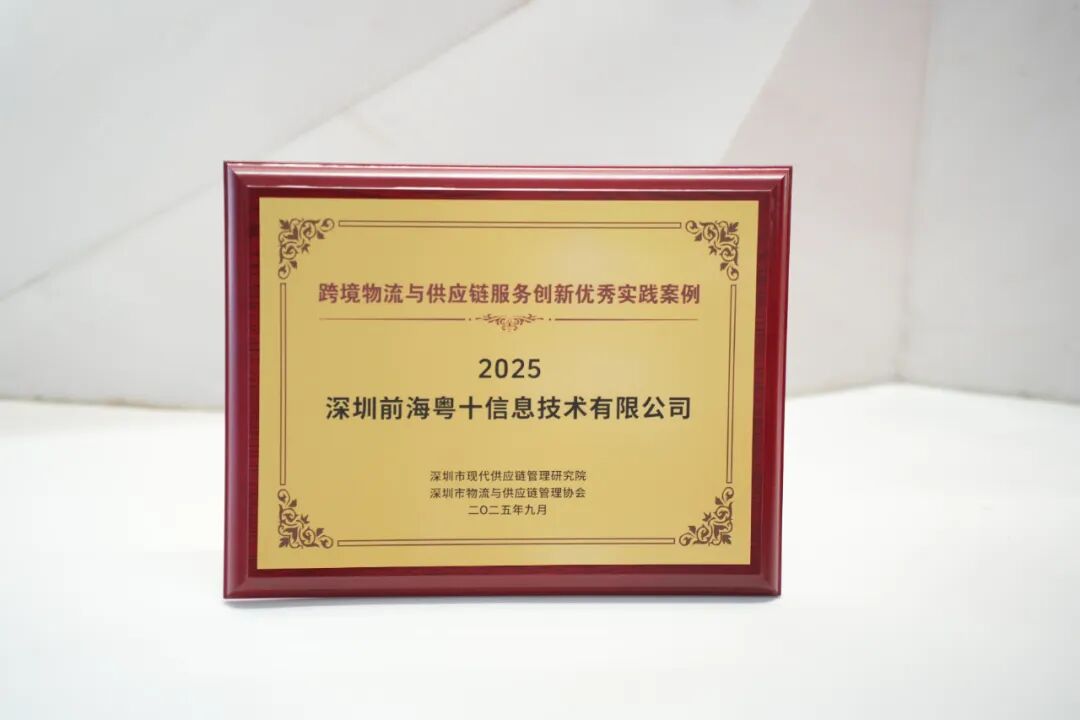 跨境物流与供应链服务创新优秀实践案例
2025
深圳前海粤十信息技术有限公司
深圳市现代供应链管理研究院
深圳市物流与供应链管理协会
二〇二五年九月